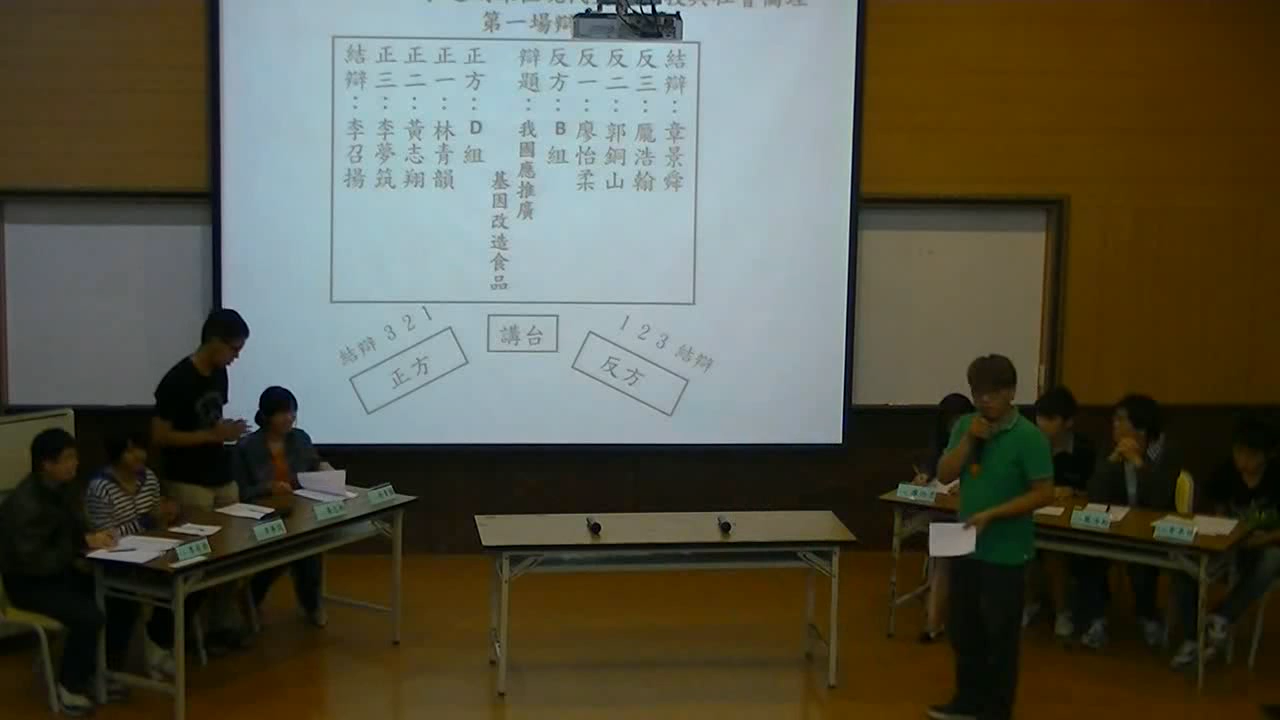 第一場辯
結辯：章景舜
反三：龐浩翰
反二：郭銅山
反一：廖怡柔
反方：B組
辯題：我國應推廣
基因改造食品
正方：D組
正一：林青韻
正二：黃志翔
正三：李夢筑
結辯：李召揚
結辯 3 2 1
正方
講台
1 2 3 結辯
反方